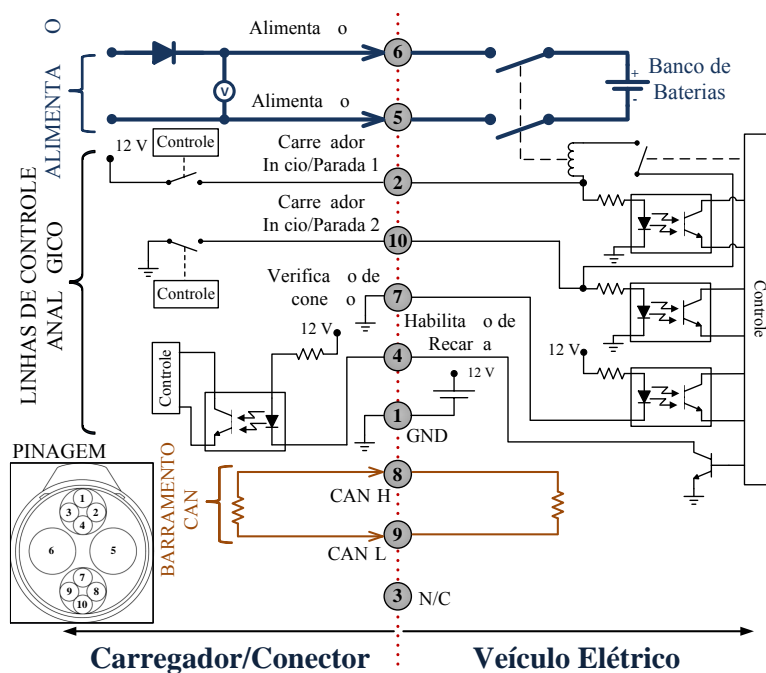 Alimenta o
6
V
Alimenta o
5
+
-
Banco de
Baterias
ALIMENTA O
12 V
Controle
Carre ador
In cio/Parada 1
2
Carre ador
In cio/Parada 2
10
Controle
Verifica o de
cone o
7
Habilita o de
Recar a
12 V
4
12 V
12 V
Controle
Controle
1
GND
LINHAS DE CONTROLE
ANAL GICO
PINAGEM
1
3
2
4
6
5
7
9
8
10
BARRAMENTO
CAN
8
CAN H
9
CAN L
3
N/C
Carregador/Conector
Veículo Elétrico